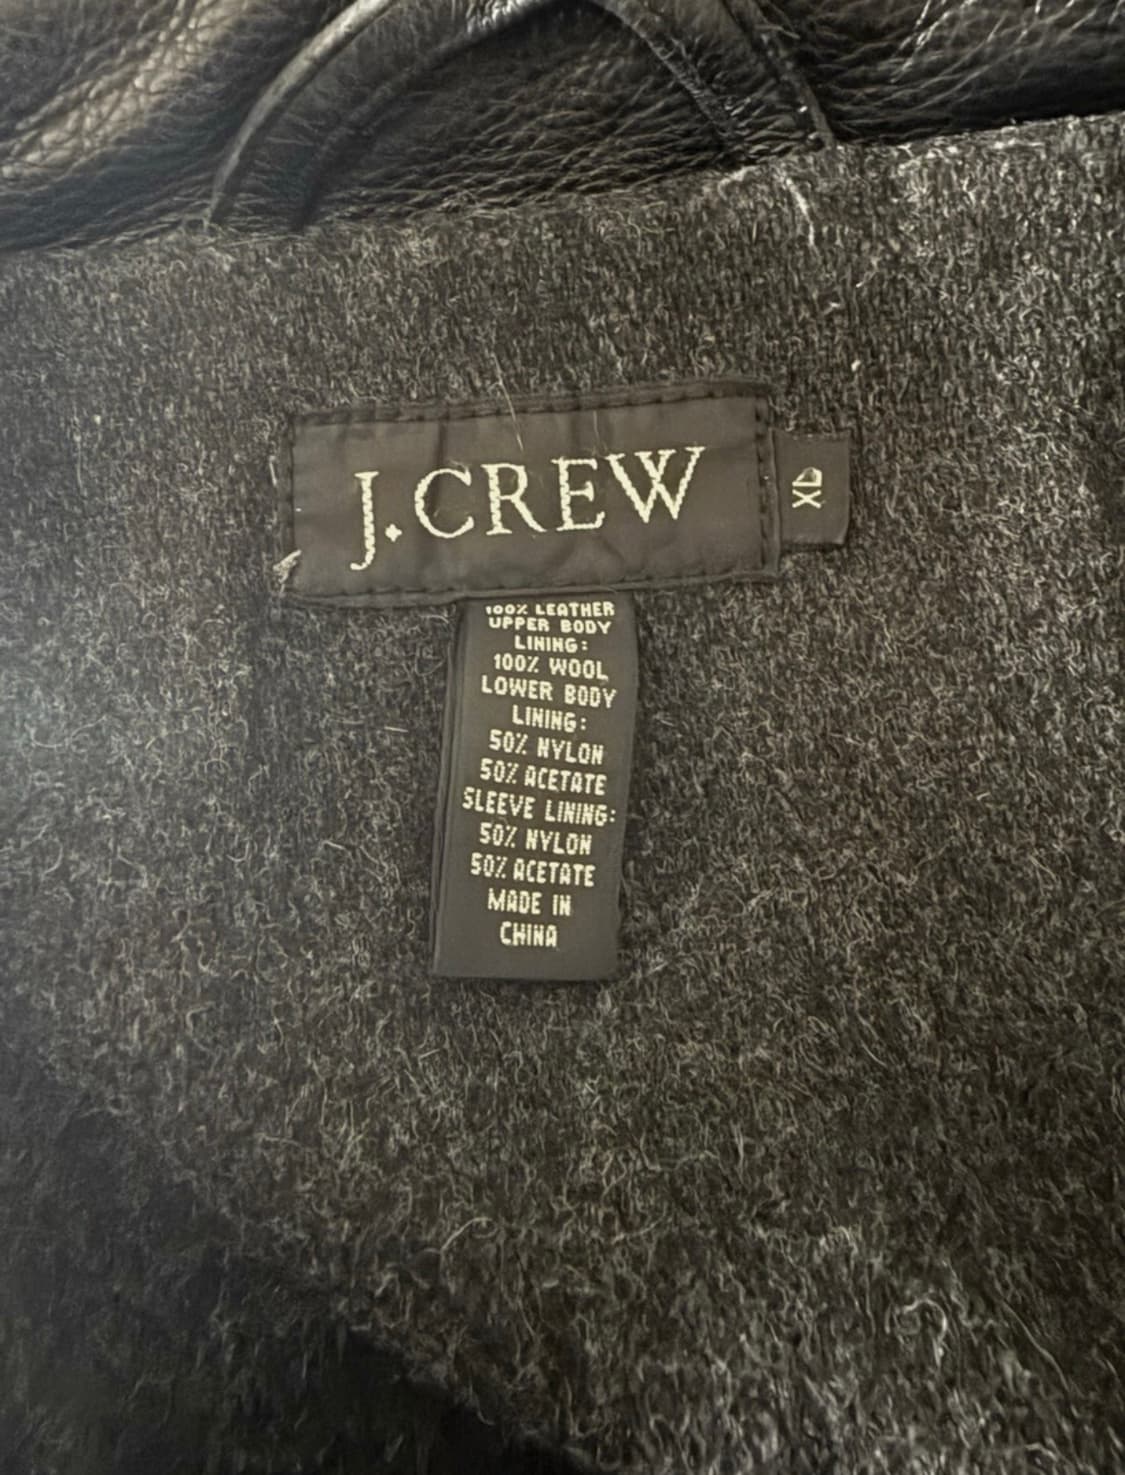 J.CREW
XL
100% LEATHER
UPPER BODY
LINING:
100% WOOL
LOWER BODY
LINING:
50% NYLON
50% ACETATE
SLEEVE LINING:
50% NYLON
50% ACETATE
MADE IN
CHINA